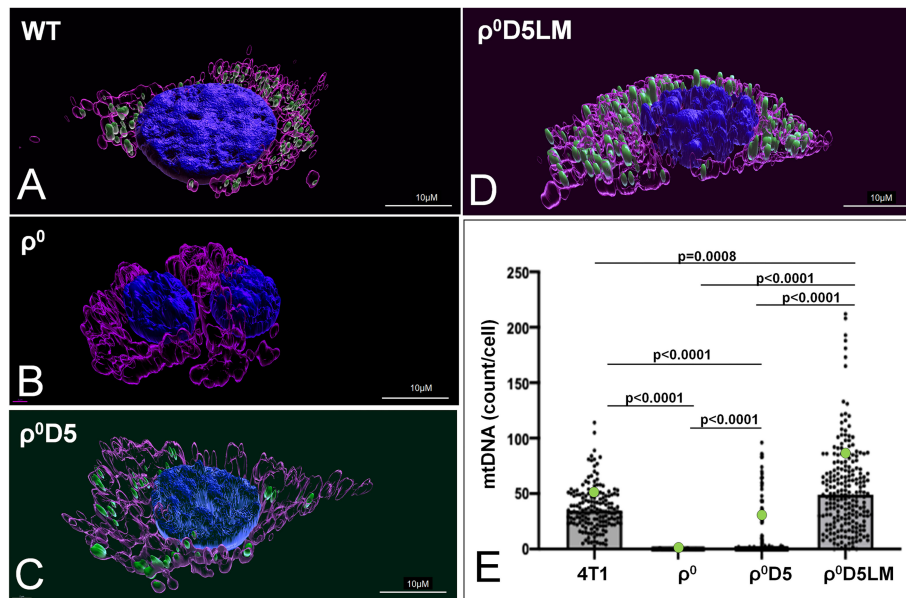 WT
A
10µM
ρ⁰
B
10µM
ρ⁰D5
C
10µM
ρ⁰D5LM
D
10µM
E
mtDNA (count/cell)
250
200
150
100
50
0
p=0.0008
p<0.0001
p<0.0001
p<0.0001
p<0.0001
p<0.0001
4T1
ρ⁰
ρ⁰D5
ρ⁰D5LM